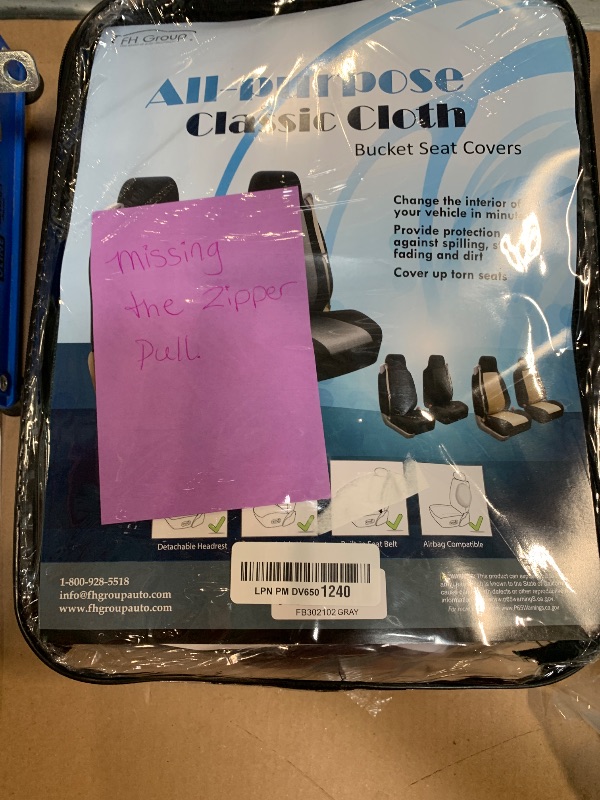 FH Group
All-purpose
Classic Cloth
Bucket Seat Covers
Change the interior of
your vehicle in
Provide protection
against spilling,
fading and dirt
Cover up torn seats
missing
the zipper
pull.
Detachable Headrest
Seat Belt
Airbag Compatible
1-800-928-5518
info@fhgroupauto.com
www.fhgroupauto.com
LPN PM DV650 1240
FB302102 GRAY